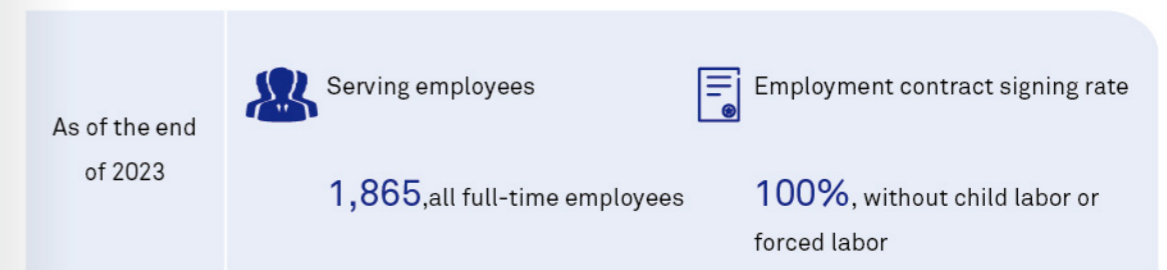 As of the end
of 2023
Serving employees
1,865,all full-time employees
Employment contract signing rate
100%, without child labor or
forced labor